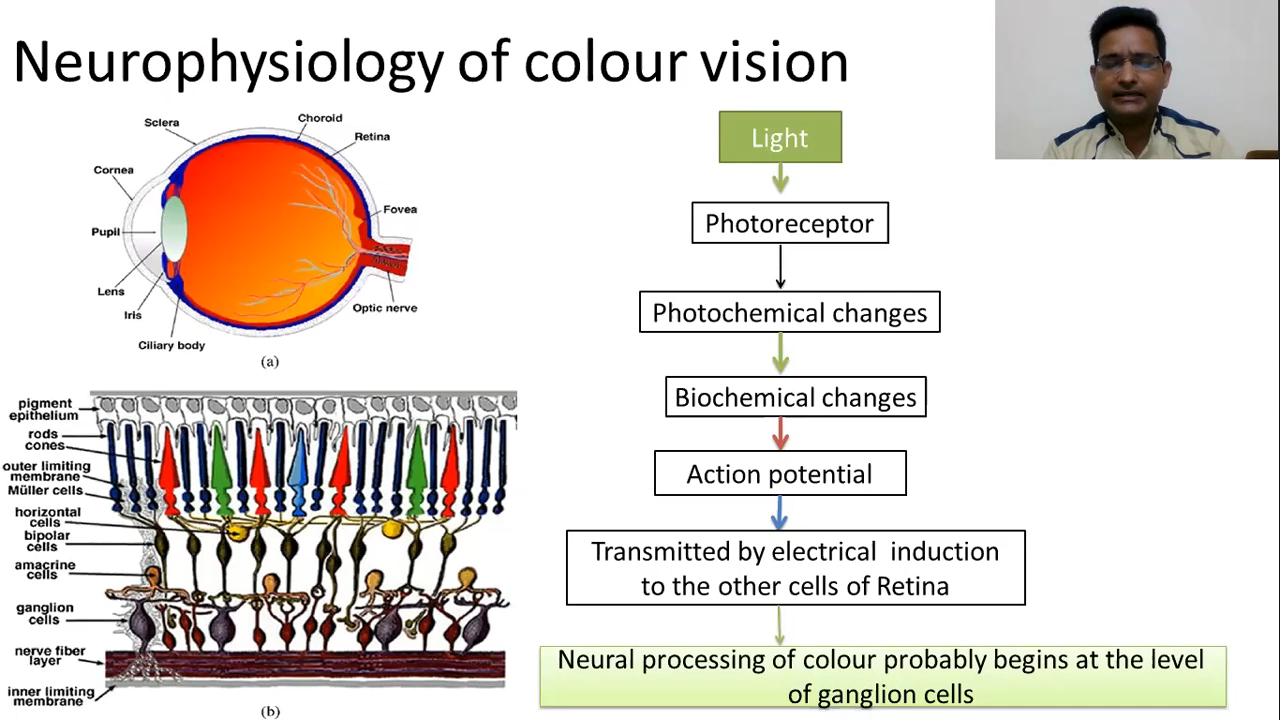 Neurophysiology of colour vision
Sclera
Choroid
Retina
Cornea
Fovea
Pupil
Lens
Iris
Optic nerve
Ciliary body
(a)
pigment
epithelium
rods
cones
outer limiting
membrane
Müller cells
horizontal
cells
bipolar
cells
amacrine
cells
ganglion
cells
nerve fiber
layer
inner limiting
membrane
(b)
Light
Photoreceptor
Photochemical changes
Biochemical changes
Action potential
Transmitted by electrical induction
to the other cells of Retina
Neural processing of colour probably begins at the level
of ganglion cells